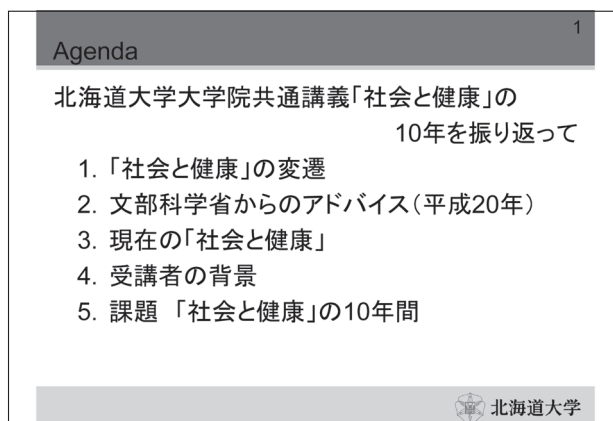 1
Agenda
北海道大学大学院共通講義「社会と健康」の
10年を振り返って
1. 「社会と健康」の変遷
2. 文部科学省からのアドバイス（平成20年）
3. 現在の「社会と健康」
4. 受講者の背景
5. 課題 「社会と健康」の10年間
北海道大学